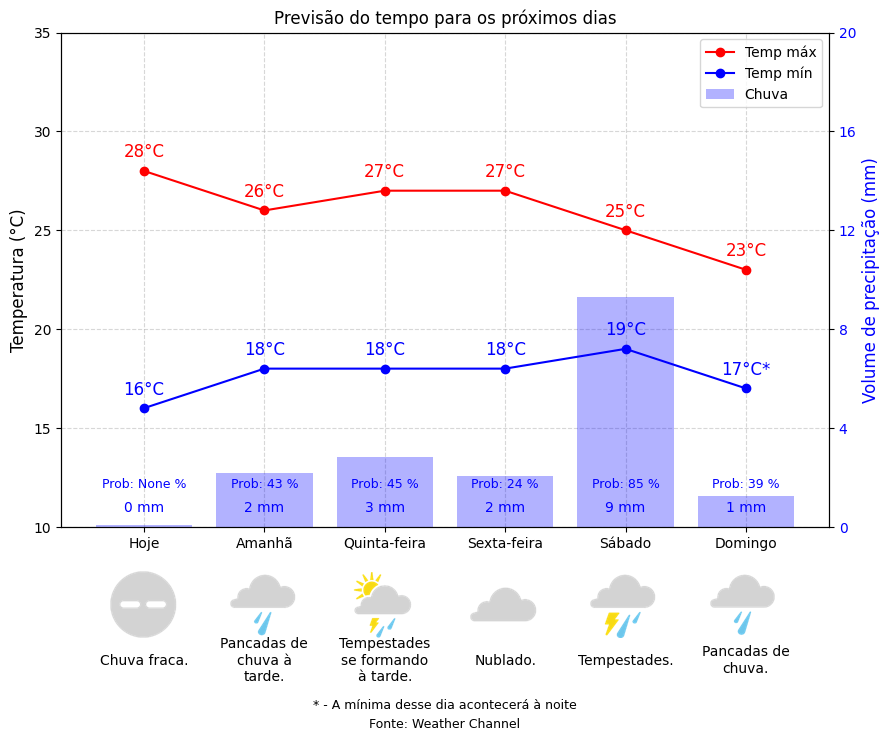 Previsão do tempo para os próximos dias
35
30
25
20
15
10
Temperatura (°C)
20
16
12
8
4
0
Volume de precipitação (mm)
Temp máx
Temp mín
Chuva
28°C
26°C
27°C
27°C
25°C
23°C
16°C
18°C
18°C
18°C
19°C
17°C*
Prob: None %
Prob: 43 %
Prob: 45 %
Prob: 24 %
Prob: 85 %
Prob: 39 %
0 mm
2 mm
3 mm
2 mm
9 mm
1 mm
Hoje
Amanhã
Quinta-feira
Sexta-feira
Sábado
Domingo
Chuva fraca.
Pancadas de
chuva à
tarde.
Tempestades
se formando
à tarde.
Nublado.
Tempestades.
Pancadas de
chuva.
* - A mínima desse dia acontecerá à noite
Fonte: Weather Channel